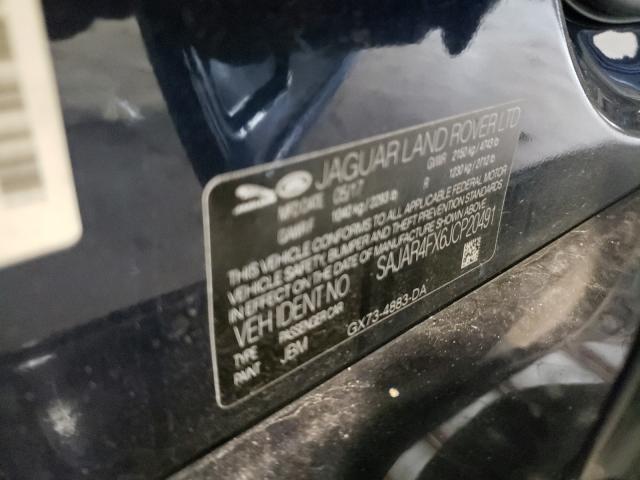 JAGUAR LAND ROVER LTD
MFD DATE 05/17 GVWR 2150 kg / 4740 lb
GAWR F 1040 kg / 2293 lb R 1230 kg / 2712 lb
THIS VEHICLE CONFORMS TO ALL APPLICABLE FEDERAL MOTOR
VEHICLE SAFETY, BUMPER AND THEFT PREVENTION STANDARDS
IN EFFECT ON THE DATE OF MANUFACTURE SHOWN ABOVE
VEH IDENT NO SAJAR4FX6JCP20491
TYPE PASSENGER CAR
PAINT JBM GX73-4883-DA